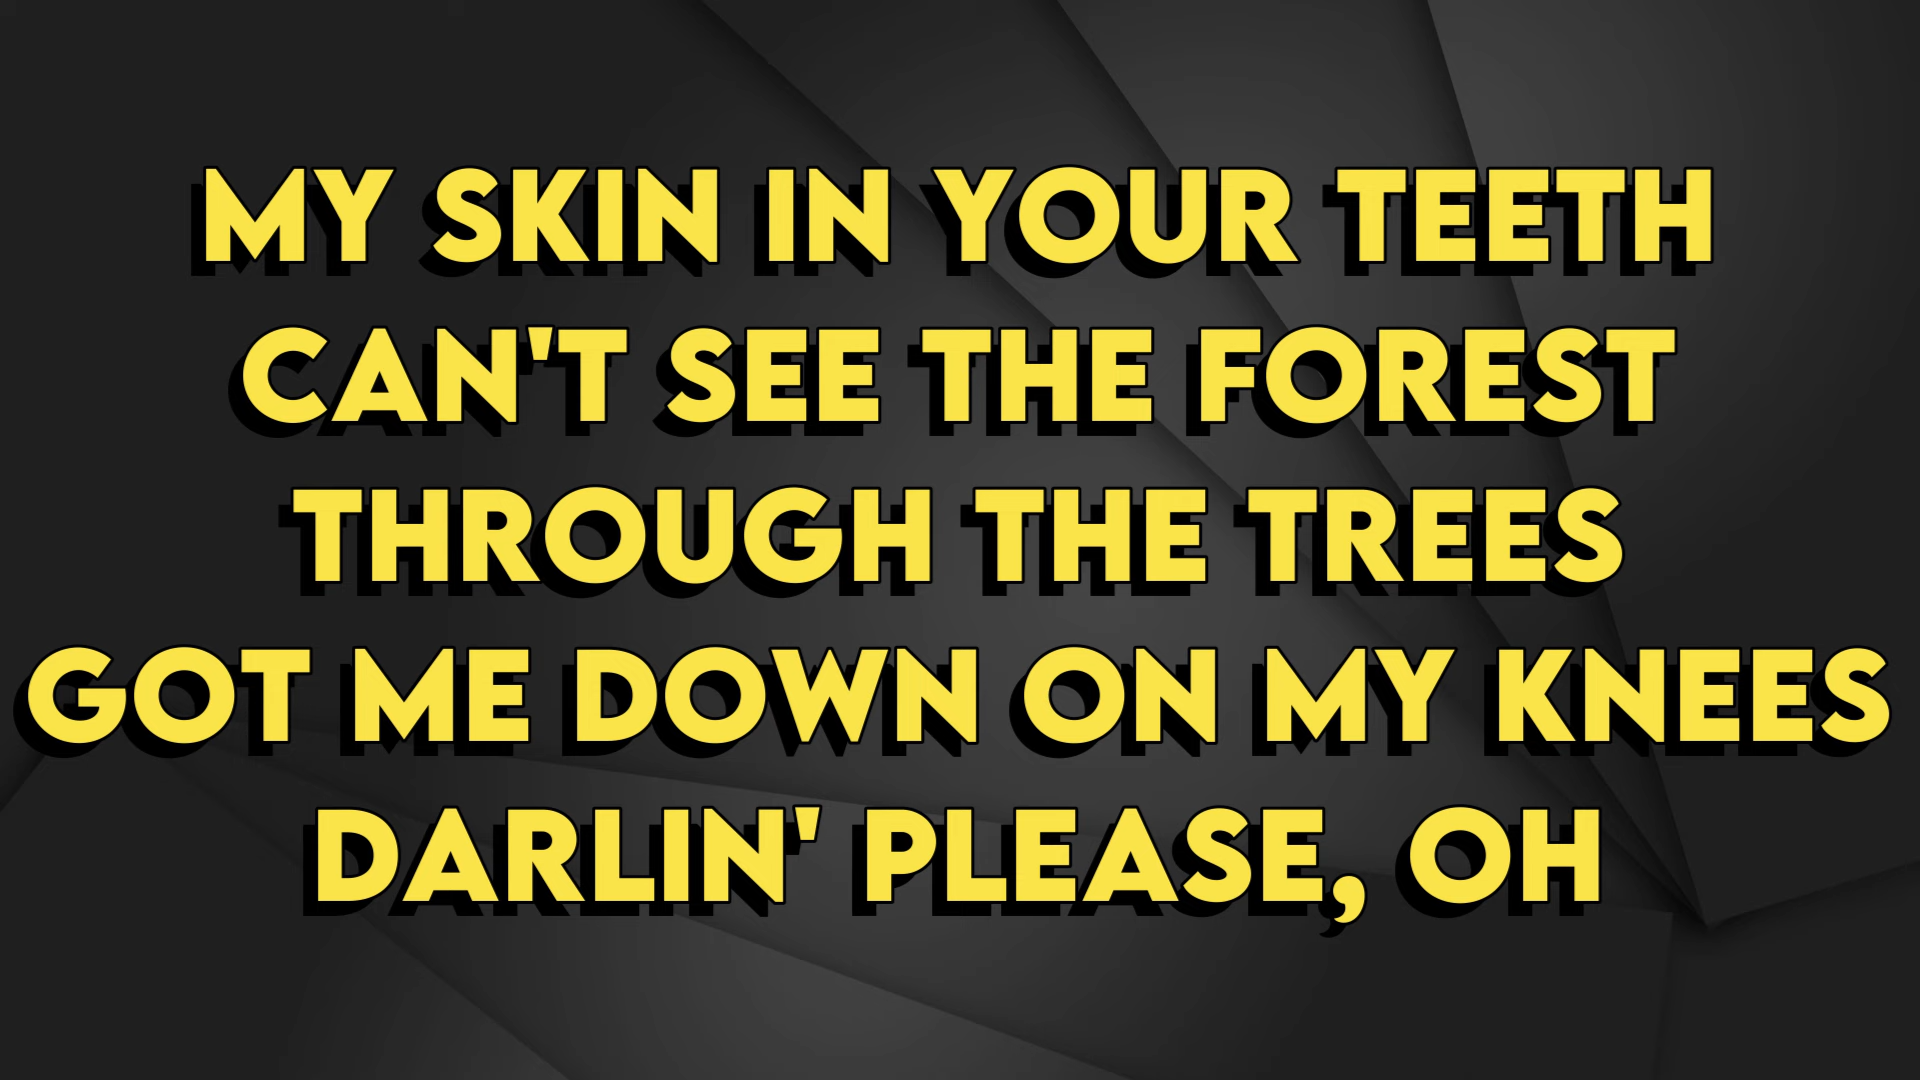 MY SKIN IN YOUR TEETH
CAN'T SEE THE FOREST
THROUGH THE TREES
GOT ME DOWN ON MY KNEES
DARLIN' PLEASE, OH